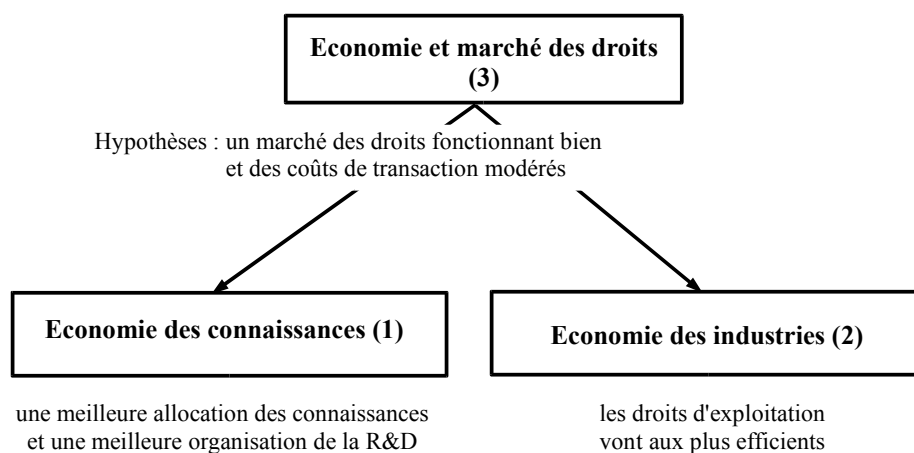 Economie et marché des droits
(3)
Hypothèses : un marché des droits fonctionnant bien
et des coûts de transaction modérés
Economie des connaissances (1)
Economie des industries (2)
une meilleure allocation des connaissances
et une meilleure organisation de la R&D
les droits d'exploitation
vont aux plus efficients